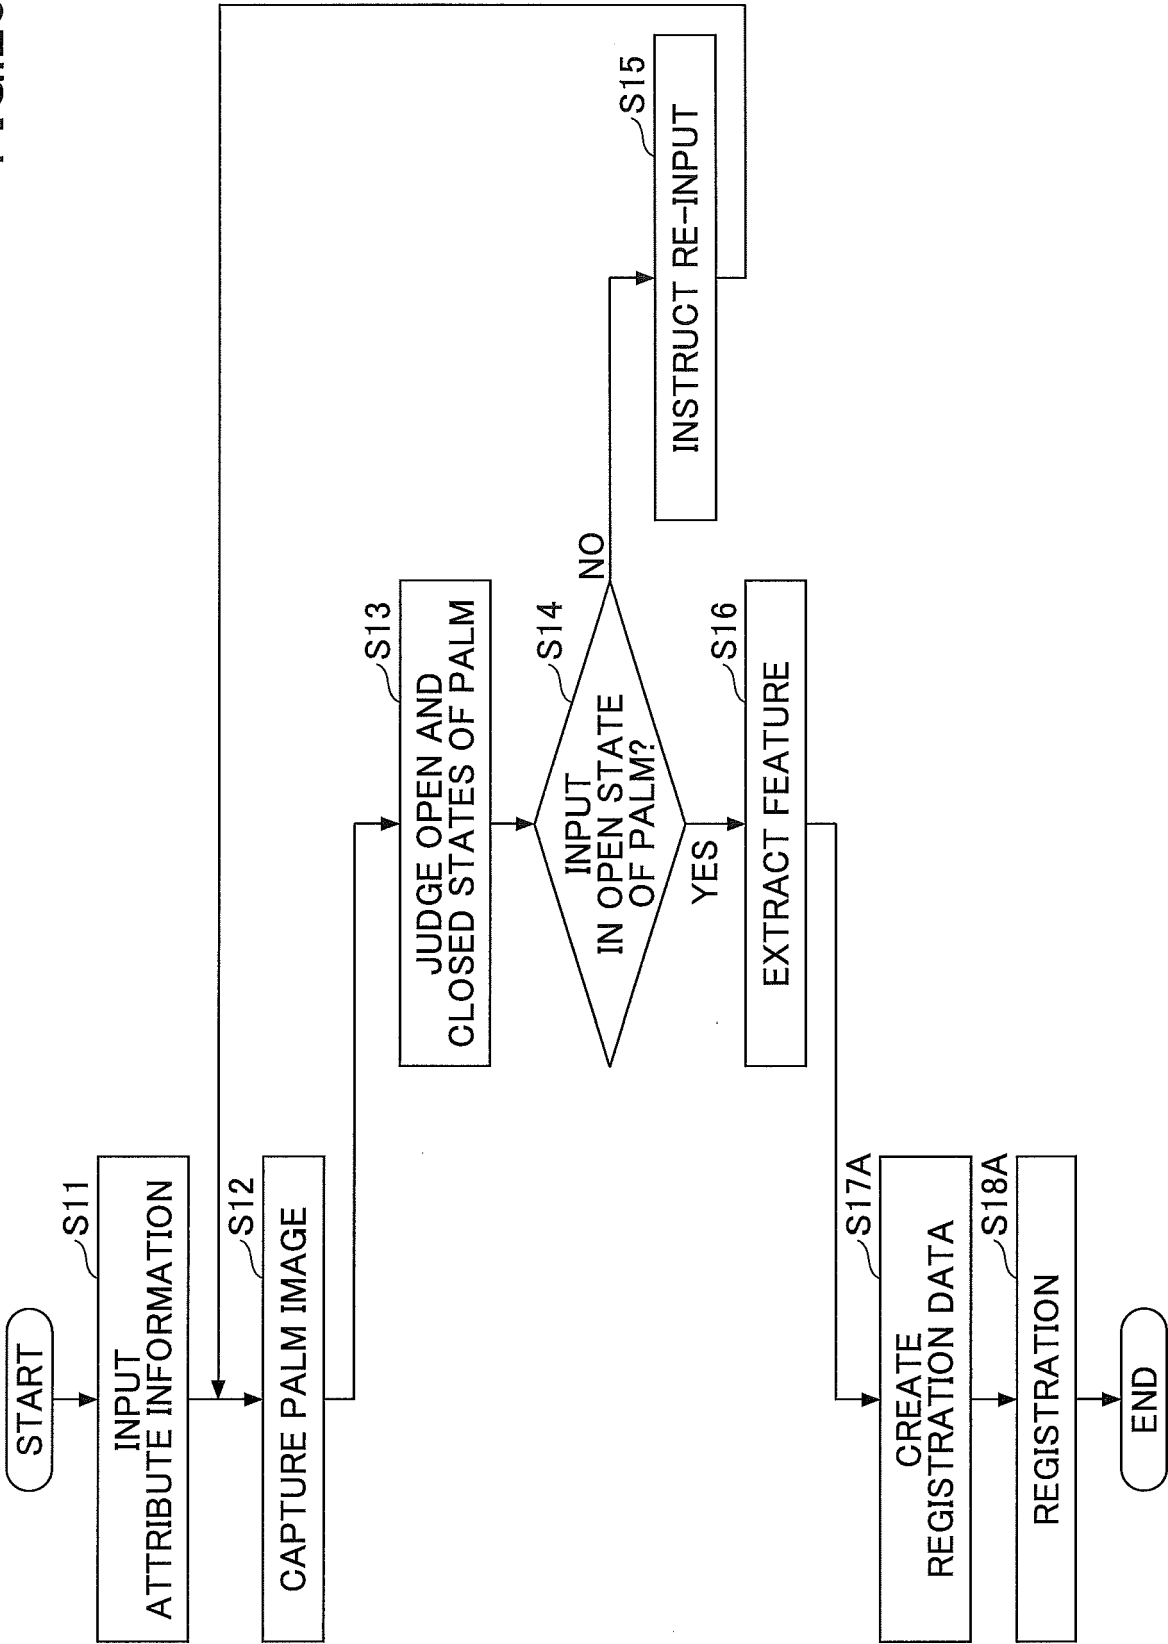 START
S11
INPUT
ATTRIBUTE INFORMATION
S12
CAPTURE PALM IMAGE
S13
JUDGE OPEN AND
CLOSED STATES OF PALM
S14
INPUT
IN OPEN STATE
OF PALM?
NO
YES
S15
INSTRUCT RE-INPUT
S16
EXTRACT FEATURE
S17A
CREATE
REGISTRATION DATA
S18A
REGISTRATION
END